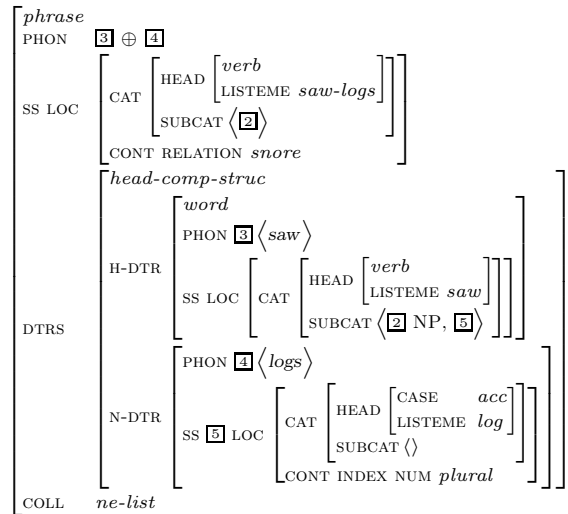 phrase
PHON 3 ⊕ 4
SS LOC CAT HEAD verb
LISTEME saw-logs
SUBCAT ⟨2⟩
CONT RELATION snore
DTRS head-comp-struc
H-DTR word
PHON 3 ⟨saw⟩
SS LOC CAT HEAD verb
LISTEME saw
SUBCAT ⟨2 NP, 5⟩
N-DTR PHON 4 ⟨logs⟩
SS 5 LOC CAT HEAD CASE acc
LISTEME log
SUBCAT ⟨⟩
CONT INDEX NUM plural
COLL ne-list